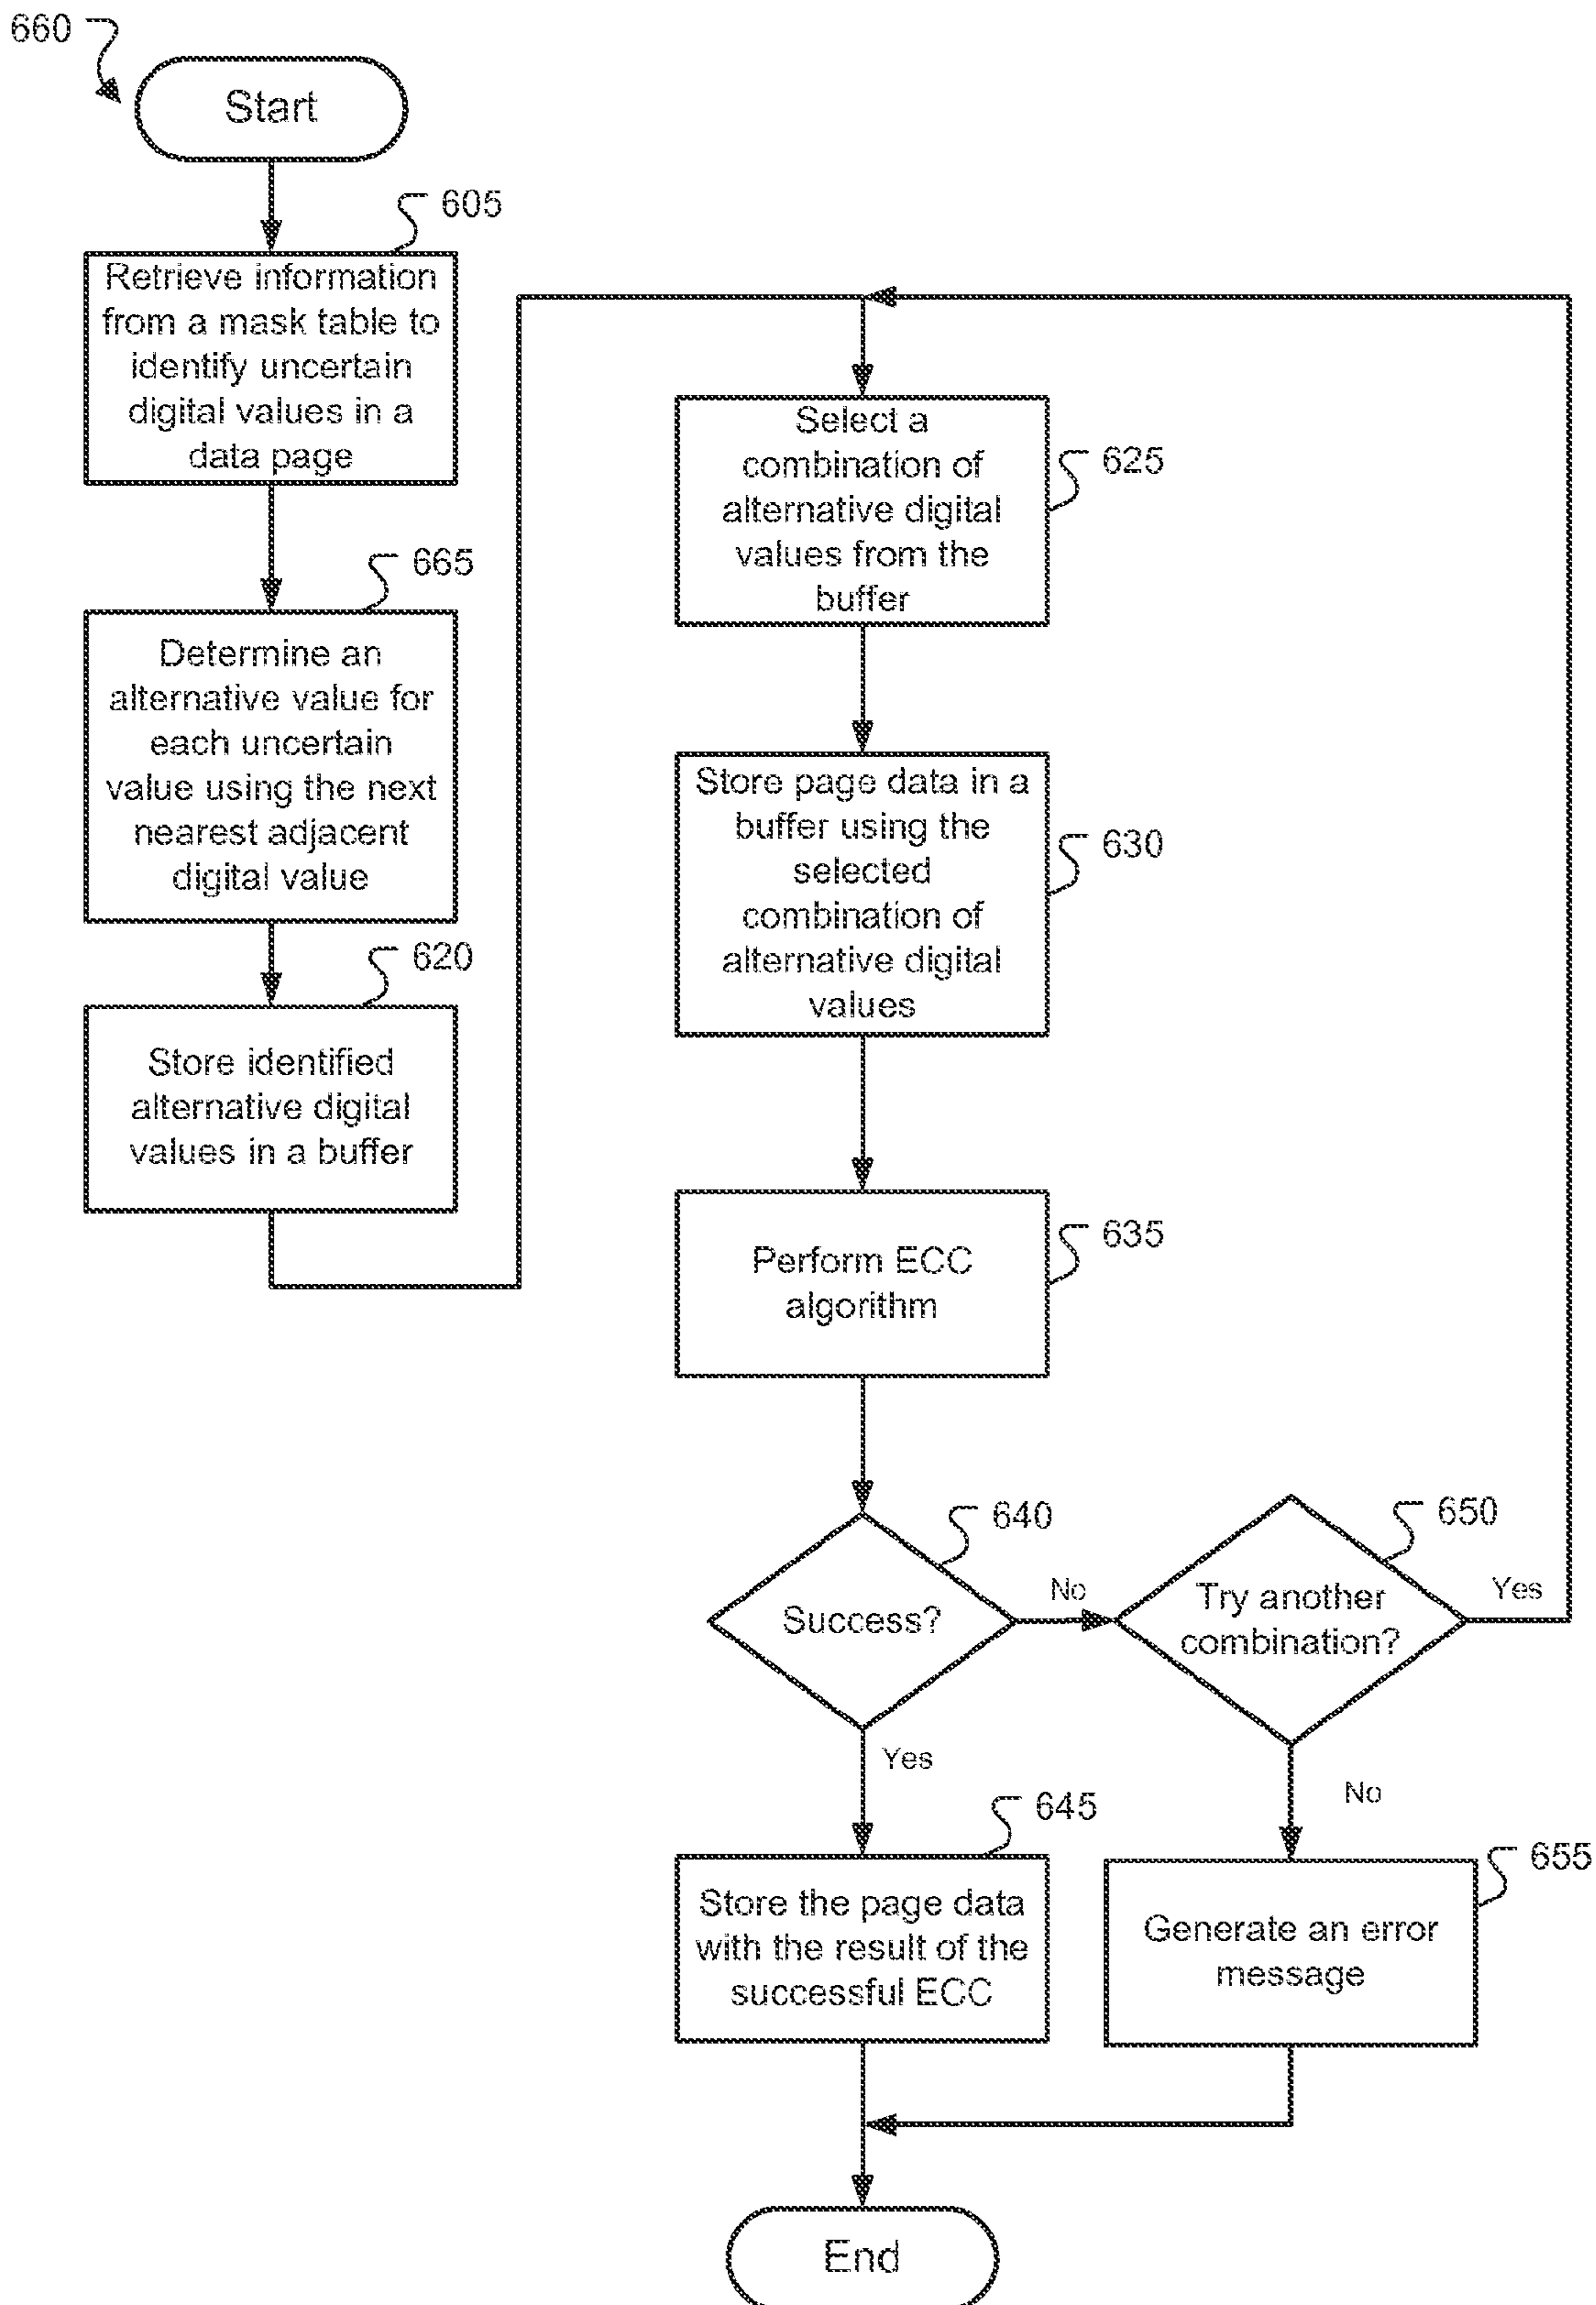 660
Start
605
Retrieve information
from a mask table to
identify uncertain
digital values in a
data page
665
Determine an
alternative value for
each uncertain
value using the next
nearest adjacent
digital value
620
Store identified
alternative digital
values in a buffer
625
Select a
combination of
alternative digital
values from the
buffer
630
Store page data in a
buffer using the
selected
combination of
alternative digital
values
635
Perform ECC
algorithm
640
Success?
No
Yes
650
Try another
combination?
Yes
No
645
Store the page data
with the result of the
successful ECC
655
Generate an error
message
End